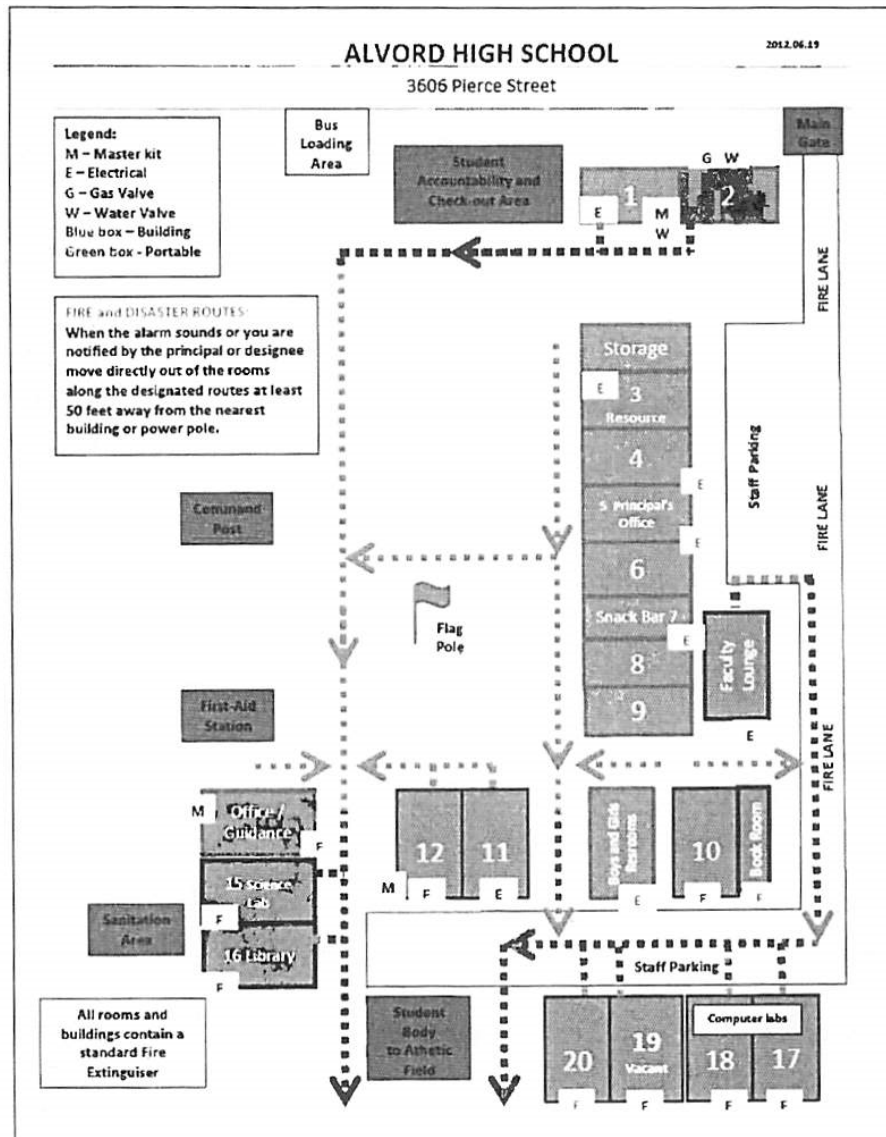 2012.06.19
ALVORD HIGH SCHOOL
3606 Pierce Street
Legend:
M – Master kit
E – Electrical
G – Gas Valve
W – Water Valve
Blue box – Building
Green box - Portable
Bus
Loading
Area
Student
Accountability and
Check-out Area
Main
Gate
G W
1
2
E
M
W
FIRE LANE
FIRE and DISASTER ROUTES:
When the alarm sounds or you are
notified by the principal or designee
move directly out of the rooms
along the designated routes at least
50 feet away from the nearest
building or power pole.
Storage
E
3
Resource
4
E
5 Principal's
Office
E
6
Snack Bar 7
E
8
9
Staff Parking
FIRE LANE
Command
Post
Flag
Pole
Faculty
Lounge
E
First-Aid
Station
FIRE LANE
M
Office /
Guidance
E
15 Science
Lab
E
16 Library
E
12
11
M
E
E
Boys and Girls
Resrooms
E
10
Book Room
E
E
Sanitation
Area
Staff Parking
All rooms and
buildings contain a
standard Fire
Extinguiser
Student
Body
to Athetic
Field
Computer labs
20
19
Vacant
18
17
E
E
E
E